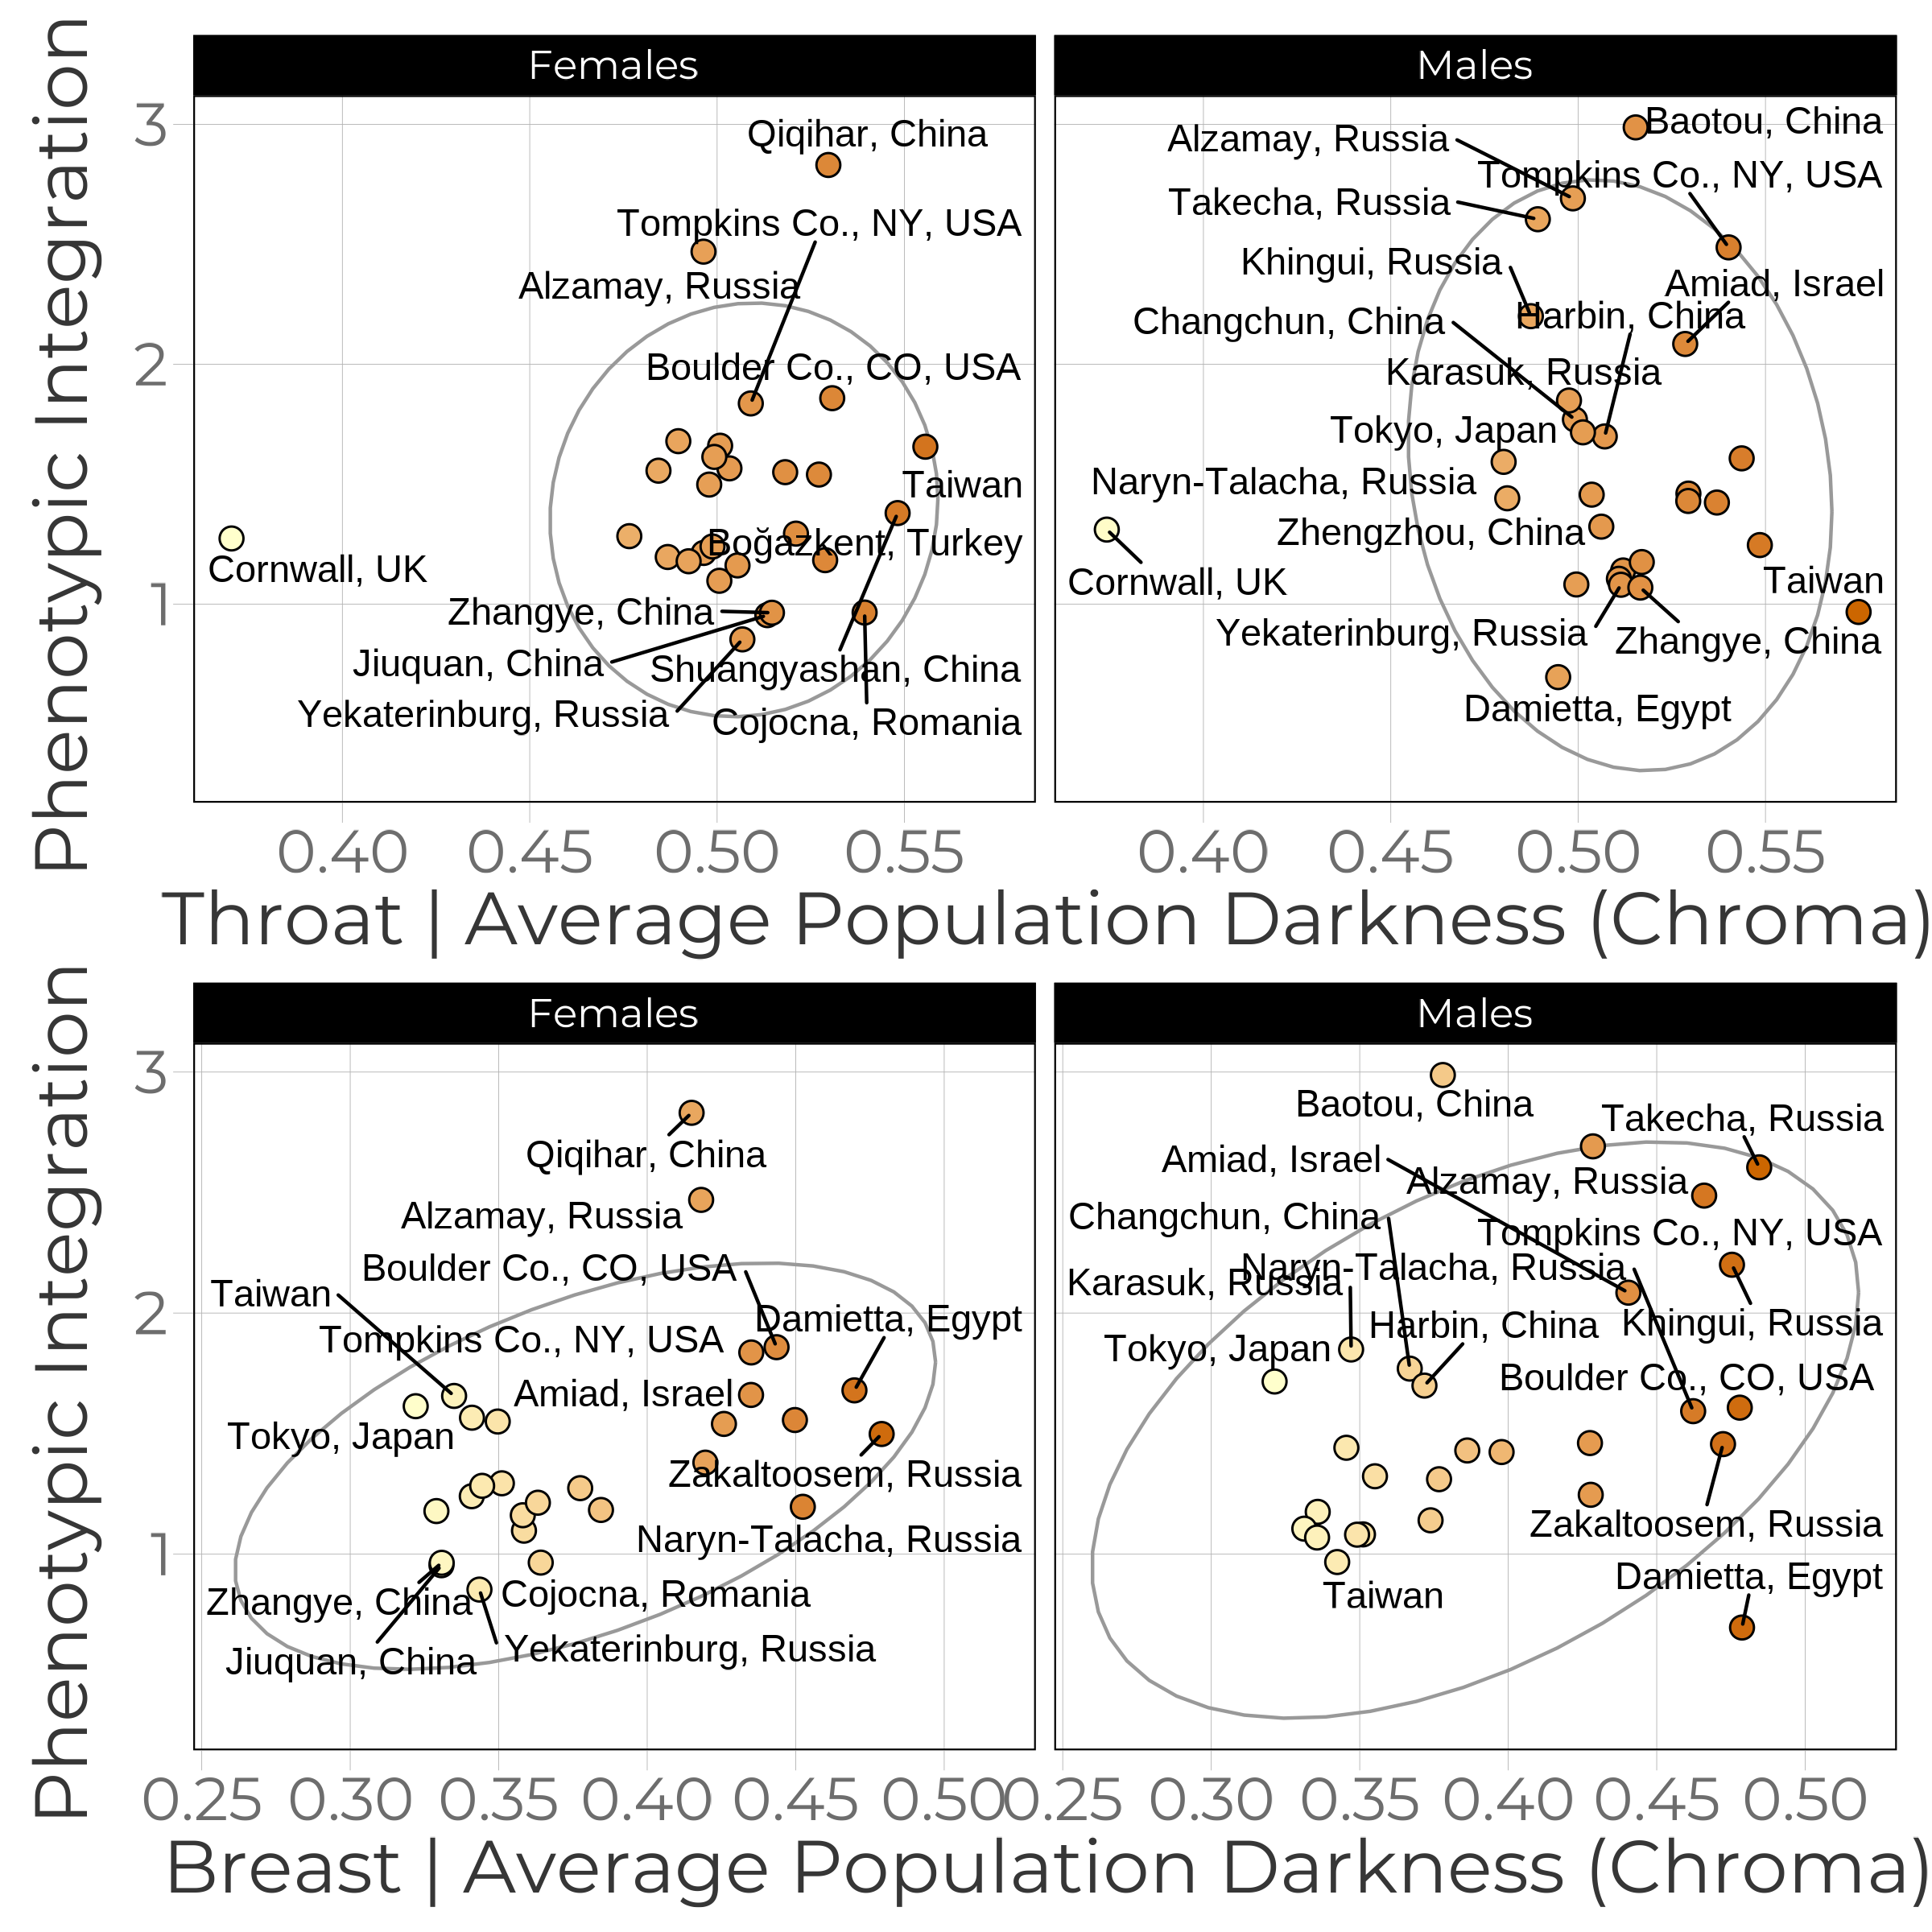 Females
Males
Phenotypic Integration
3
2
1
Qiqihar, China
Tompkins Co., NY, USA
Alzamay, Russia
Boulder Co., CO, USA
Taiwan
Boğazkent, Turkey
Cornwall, UK
Zhangye, China
Jiuquan, China
Shuangyashan, China
Yekaterinburg, Russia
Cojocna, Romania
Baotou, China
Alzamay, Russia
Tompkins Co., NY, USA
Takecha, Russia
Khingui, Russia
Amiad, Israel
Harbin, China
Changchun, China
Karasuk, Russia
Tokyo, Japan
Naryn-Talacha, Russia
Zhengzhou, China
Cornwall, UK
Taiwan
Yekaterinburg, Russia
Zhangye, China
Damietta, Egypt
0.40 0.45 0.50 0.55
0.40 0.45 0.50 0.55
Throat | Average Population Darkness (Chroma)
Females
Males
Phenotypic Integration
3
2
1
Qiqihar, China
Alzamay, Russia
Boulder Co., CO, USA
Taiwan
Damietta, Egypt
Tompkins Co., NY, USA
Amiad, Israel
Tokyo, Japan
Zakaltoosem, Russia
Naryn-Talacha, Russia
Zhangye, China
Cojocna, Romania
Jiuquan, China
Yekaterinburg, Russia
Baotou, China
Takecha, Russia
Amiad, Israel
Alzamay, Russia
Changchun, China
Tompkins Co., NY, USA
Naryn-Talacha, Russia
Karasuk, Russia
Harbin, China
Khingui, Russia
Tokyo, Japan
Boulder Co., CO, USA
Zakaltoosem, Russia
Damietta, Egypt
Taiwan
0.25 0.30 0.35 0.40 0.45 0.50
0.25 0.30 0.35 0.40 0.45 0.50
Breast | Average Population Darkness (Chroma)